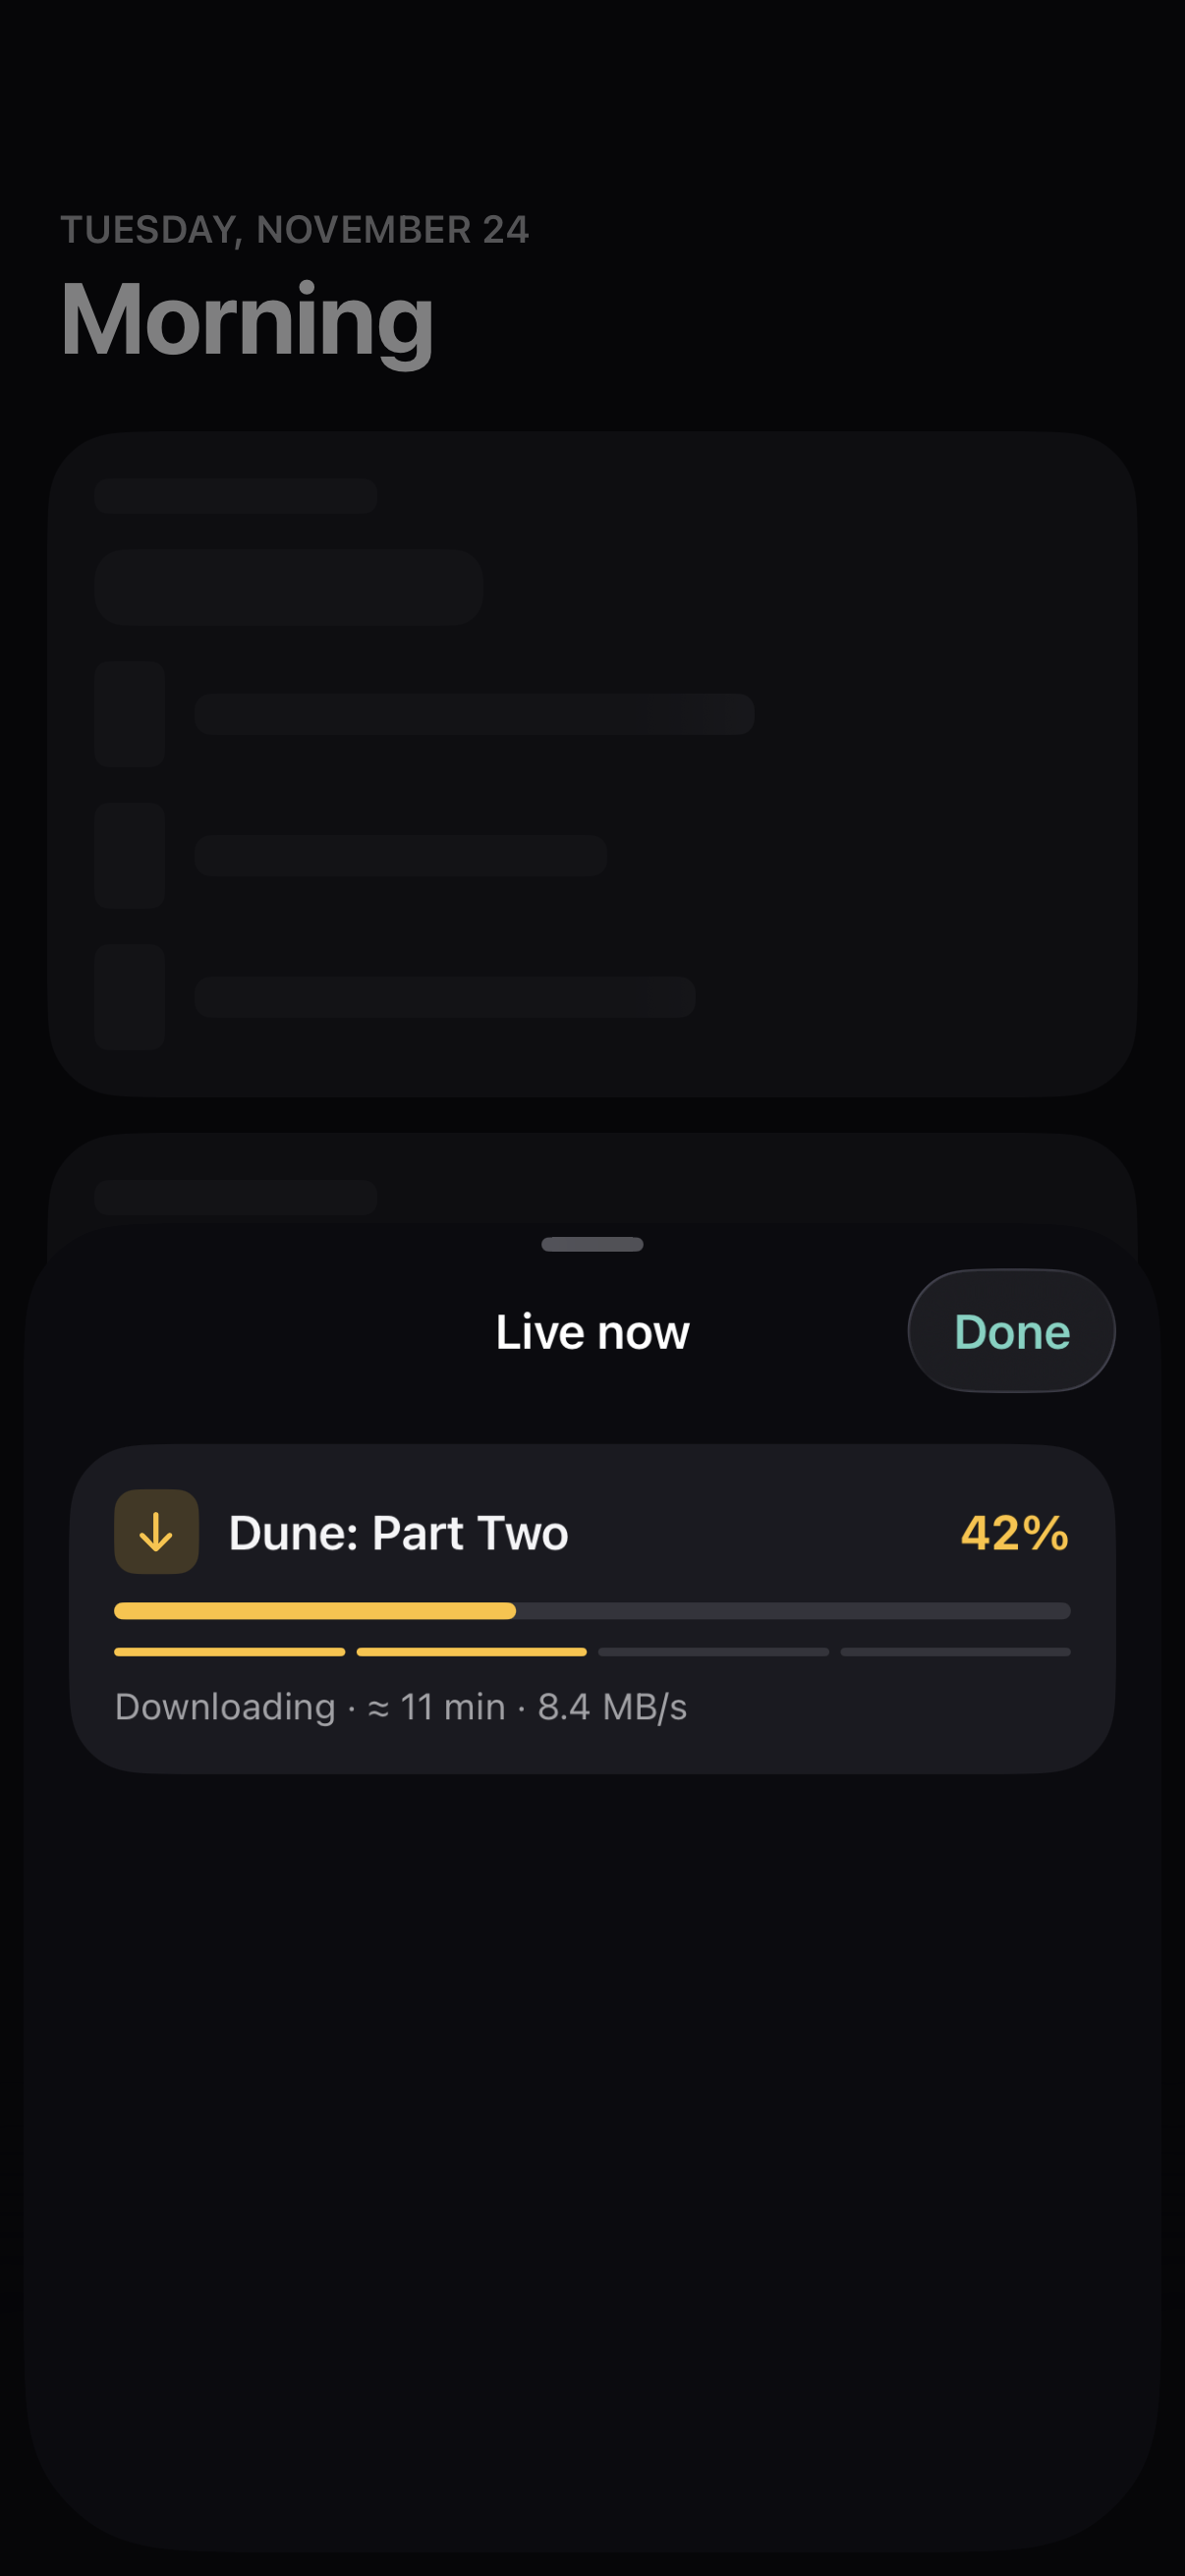 TUESDAY, NOVEMBER 24
Morning
Live now
Done
Dune: Part Two
42%
Downloading · ≈ 11 min · 8.4 MB/s